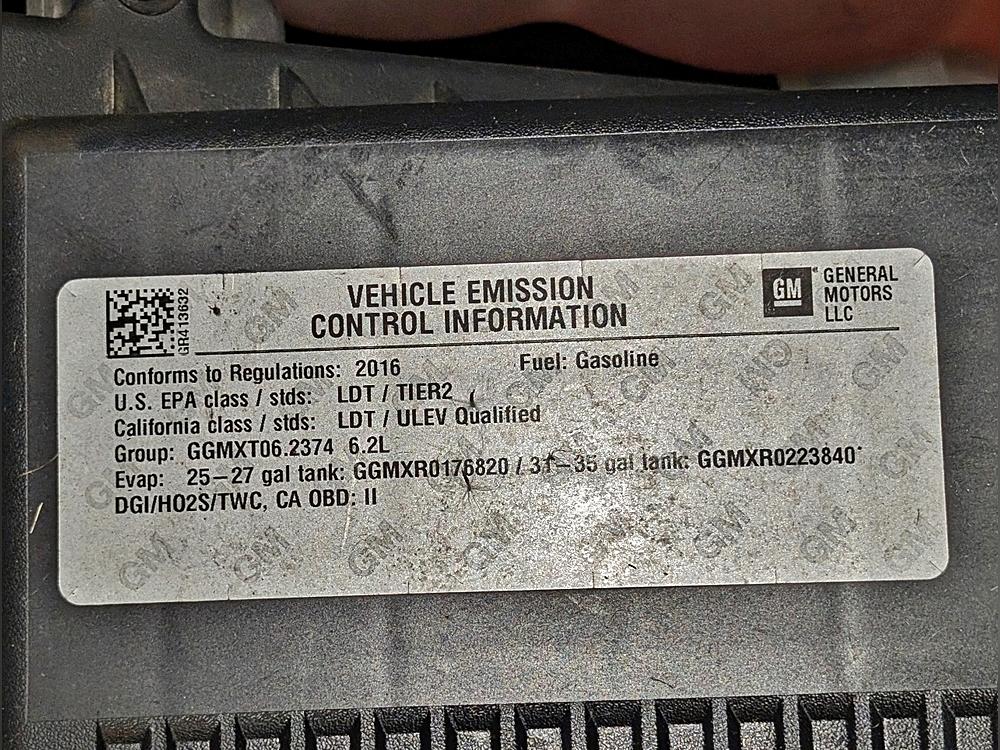 GR413632
VEHICLE EMISSION
CONTROL INFORMATION
GM
GENERAL
MOTORS
LLC
Conforms to Regulations: 2016 Fuel: Gasoline
U.S. EPA class / stds: LDT / TIER2
California class / stds: LDT / ULEV Qualified
Group: GGMXT06.2374 6.2L
Evap: 25–27 gal tank: GGMXR0176820 / 31–35 gal tank: GGMXR0223840
DGI/HO2S/TWC, CA OBD: II